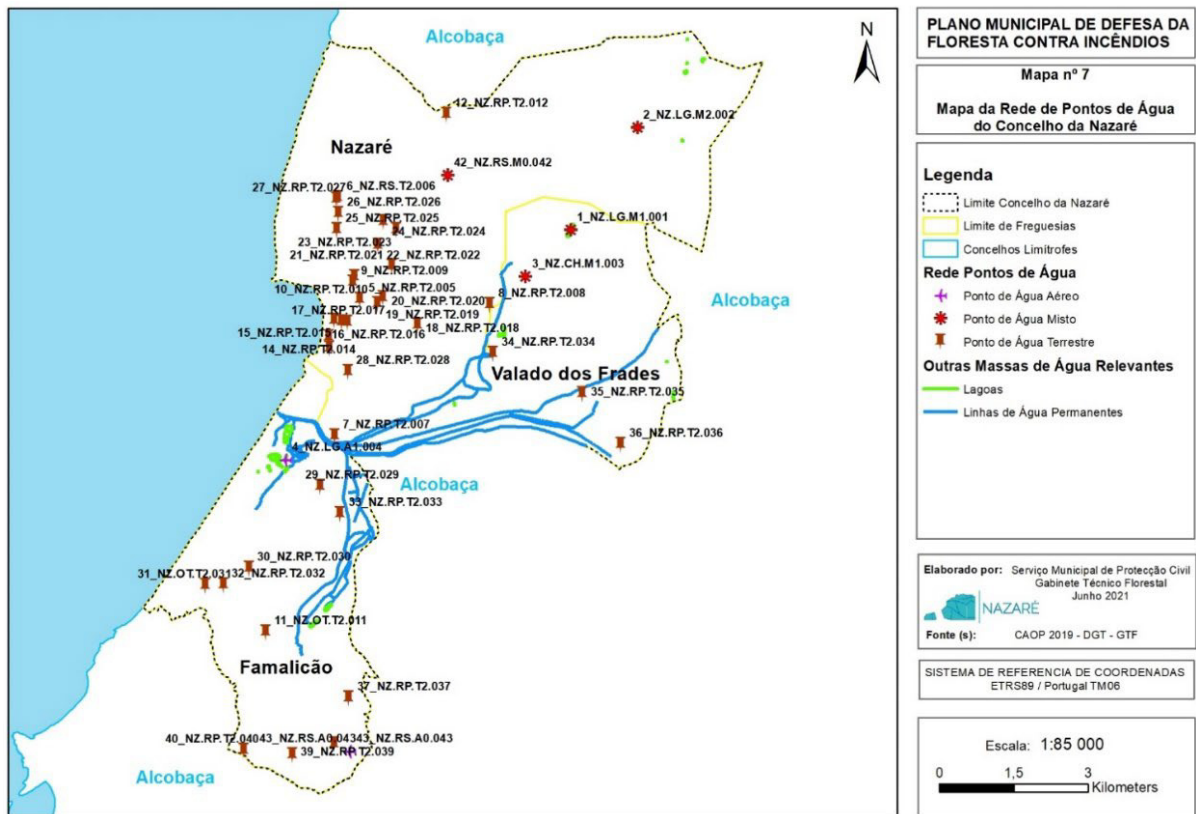 Alcobaça
N
12_NZ.RP.T2.012
2_NZ.LG.M2.002
Nazaré
42_NZ.RS.M0.042
27_NZ.RP.T2.027
6_NZ.RS.T2.006
26_NZ.RP.T2.026
25_NZ.RP.T2.025
24_NZ.RP.T2.024
1_NZ.LG.M1.001
23_NZ.RP.T2.023
21_NZ.RP.T2.021
22_NZ.RP.T2.022
9_NZ.RP.T2.009
3_NZ.CH.M1.003
10_NZ.RP.T2.010
5_NZ.RP.T2.005
20_NZ.RP.T2.020
8_NZ.RP.T2.008
Alcobaça
17_NZ.RP.T2.017
19_NZ.RP.T2.019
18_NZ.RP.T2.018
15_NZ.RP.T2.015
16_NZ.RP.T2.016
14_NZ.RP.T2.014
34_NZ.RP.T2.034
28_NZ.RP.T2.028
Valado dos Frades
35_NZ.RP.T2.035
7_NZ.RP.T2.007
36_NZ.RP.T2.036
4_NZ.LG.A1.004
29_NZ.RP.T2.029
Alcobaça
33_NZ.RP.T2.033
30_NZ.RP.T2.030
31_NZ.OT.T2.031
32_NZ.RP.T2.032
11_NZ.OT.T2.011
Famalicão
37_NZ.RP.T2.037
40_NZ.RP.T2.040
43_NZ.RS.A0.043
43_NZ.RS.A0.043
39_NZ.RP.T2.039
Alcobaça
PLANO MUNICIPAL DE DEFESA DA
FLORESTA CONTRA INCÊNDIOS
Mapa nº 7
Mapa da Rede de Pontos de Água
do Concelho da Nazaré
Legenda
Limite Concelho da Nazaré
Limite de Freguesias
Concelhos Limítrofes
Rede Pontos de Água
Ponto de Água Aéreo
Ponto de Água Misto
Ponto de Água Terrestre
Outras Massas de Água Relevantes
Lagoas
Linhas de Água Permanentes
Elaborado por: Serviço Municipal de Protecção Civil
Gabinete Técnico Florestal
Junho 2021
NAZARÉ
Fonte (s): CAOP 2019 - DGT - GTF
SISTEMA DE REFERENCIA DE COORDENADAS
ETRS89 / Portugal TM06
Escala: 1:85 000
0 1,5 3
Kilometers